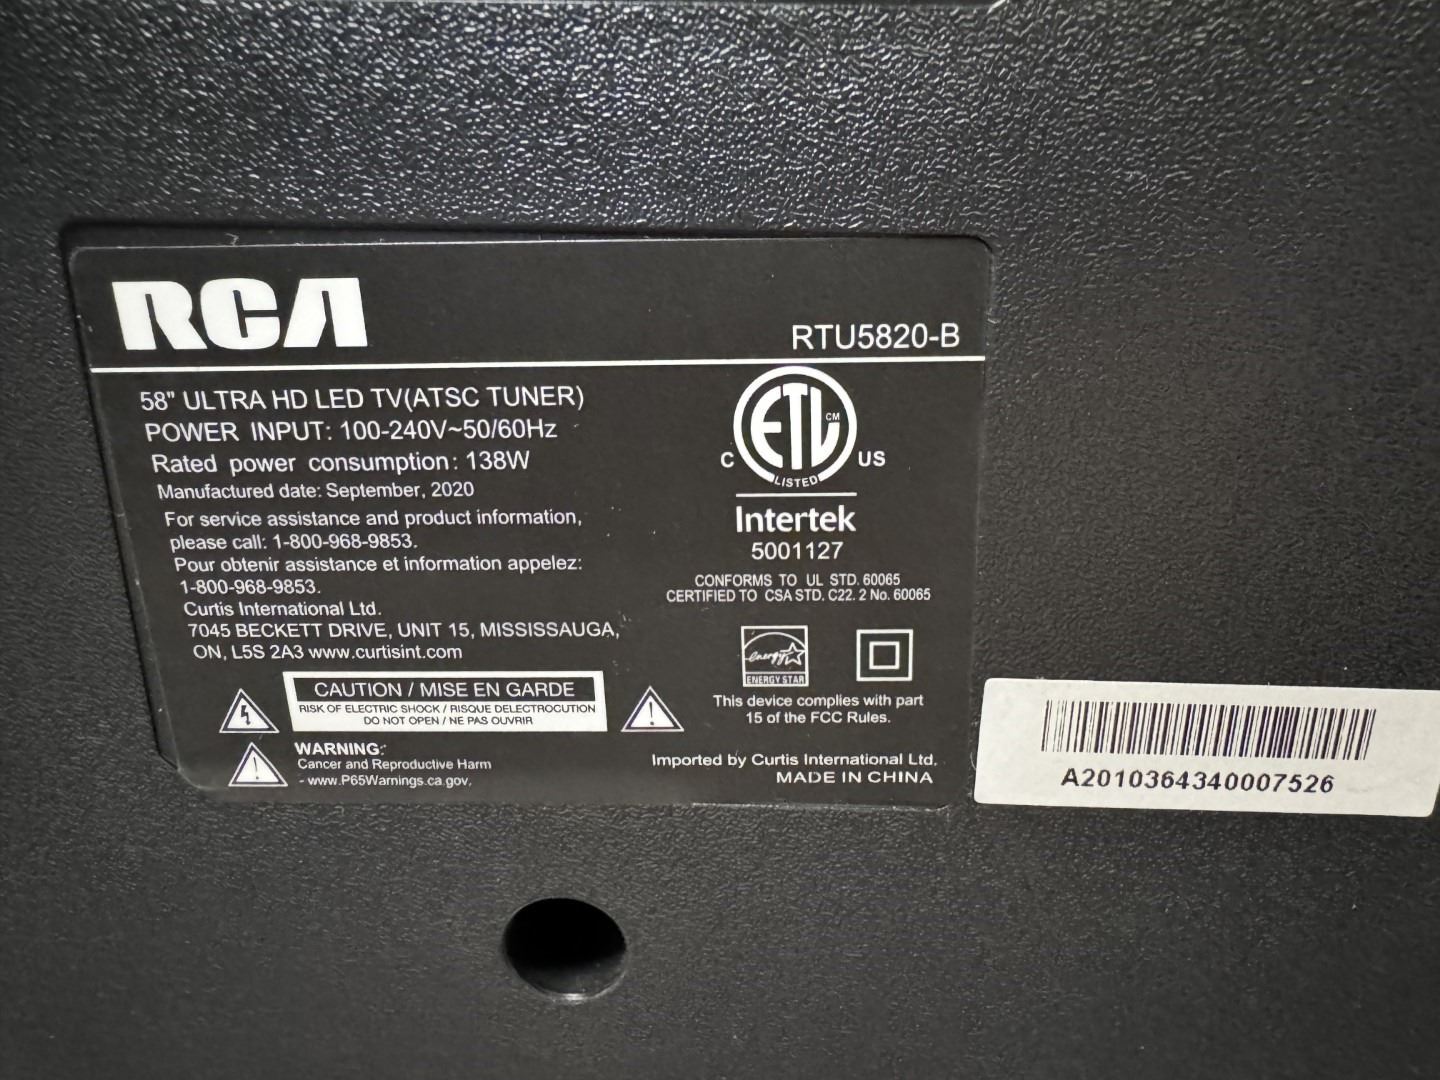 RCA
RTU5820-B
58" ULTRA HD LED TV(ATSC TUNER)
POWER INPUT: 100-240V~50/60Hz
Rated power consumption: 138W
Manufactured date: September, 2020
For service assistance and product information,
please call: 1-800-968-9853.
Pour obtenir assistance et information appelez:
1-800-968-9853.
Curtis International Ltd.
7045 BECKETT DRIVE, UNIT 15, MISSISSAUGA,
ON, L5S 2A3 www.curtisint.com
CAUTION / MISE EN GARDE
RISK OF ELECTRIC SHOCK / RISQUE DELECTROCUTION
DO NOT OPEN / NE PAS OUVRIR
WARNING:
Cancer and Reproductive Harm
- www.P65Warnings.ca.gov.
ETL CM
C US
LISTED
Intertek
5001127
CONFORMS TO UL STD. 60065
CERTIFIED TO CSA STD. C22. 2 No. 60065
energy
ENERGY STAR
This device complies with part
15 of the FCC Rules.
Imported by Curtis International Ltd.
MADE IN CHINA
A2010364340007526